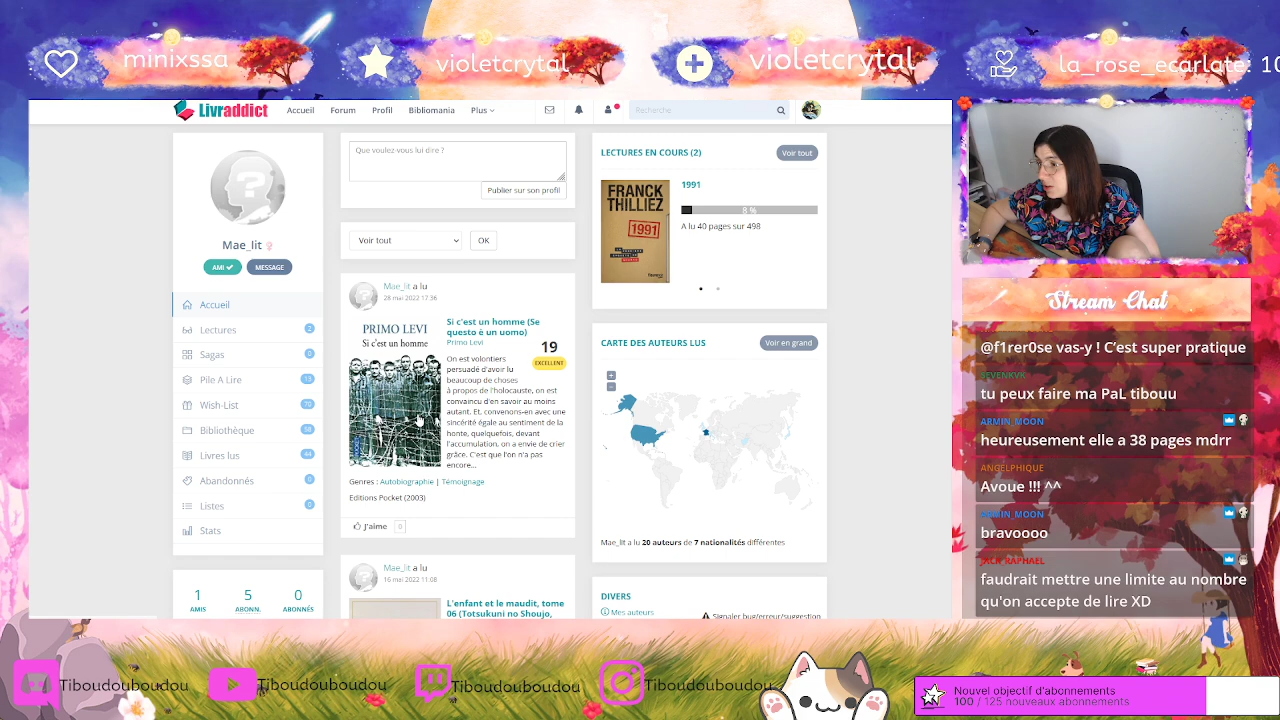 minixssa
violetcrytal
violetcrytal
la_rose_ecarlate: 10
Livraddict
Accueil
Forum
Profil
Bibliomania
Plus
Recherche
Mae_lit
AMI
MESSAGE
Accueil
Lectures 2
Sagas 0
Pile A Lire 13
Wish-List 70
Bibliothèque 58
Livres lus 44
Abandonnés 0
Listes 0
Stats
1 5 0
AMIS ABONN. ABONNÉS
Que voulez-vous lui dire ?
Publier sur son profil
Voir tout
OK
Mae_lit a lu
28 mai 2022 17:36
PRIMO LEVI
Si c'est un homme
Si c'est un homme (Se
questo è un uomo)
Primo Levi
19
EXCELLENT
On est volontiers
persuadé d'avoir lu
beaucoup de choses
à propos de l'holocauste, on est
convaincu d'en savoir au moins
autant. Et, convenons-en avec une
sincérité égale au sentiment de la
honte, quelquefois, devant
l'accumulation, on a envie de crier
grâce. C'est que l'on n'a pas
encore...
Genres : Autobiographie | Témoignage
Editions Pocket (2003)
J'aime 0
Mae_lit a lu
16 mai 2022 11:08
L'enfant et le maudit, tome
06 (Totsukuni no Shoujo,
LECTURES EN COURS (2)
Voir tout
FRANCK
THILLIEZ
1991
1991
8 %
A lu 40 pages sur 498
CARTE DES AUTEURS LUS
Voir en grand
+
−
Mae_lit a lu 20 auteurs de 7 nationalités différentes
DIVERS
Mes auteurs
Signaler bug/erreur/suggestion
Stream Chat
@f1rer0se vas-y ! C'est super pratique
SEVENKVK
tu peux faire ma PaL tibouu
ARMIN_MOON
heureusement elle a 38 pages mdrr
ANGELPHIQUE
Avoue !!! ^^
ARMIN_MOON
bravoooo
JACK_RAPHAEL
faudrait mettre une limite au nombre
qu'on accepte de lire XD
Tiboudouboudou
Tiboudouboudou
Tiboudouboudou
Tiboudouboudou
Nouvel objectif d'abonnements
100 / 125 nouveaux abonnements